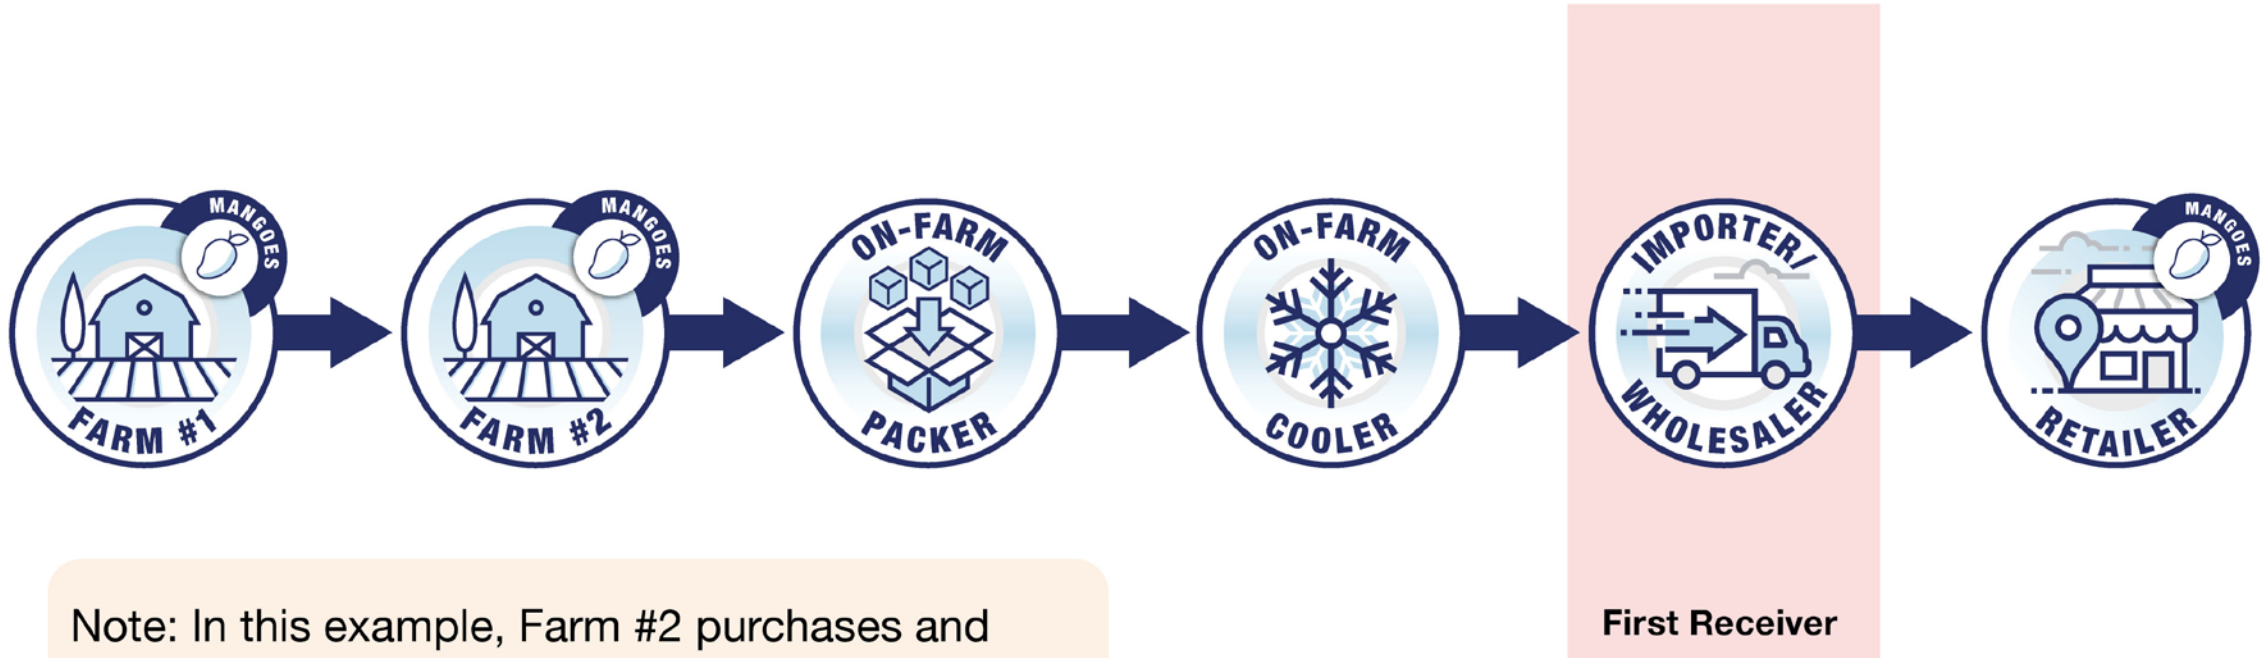 MANGOES
FARM #1
MANGOES
FARM #2
ON-FARM
PACKER
ON-FARM
COOLER
IMPORTER/
WHOLESALER
MANGOES
RETAILER
Note: In this example, Farm #2 purchases and
First Receiver